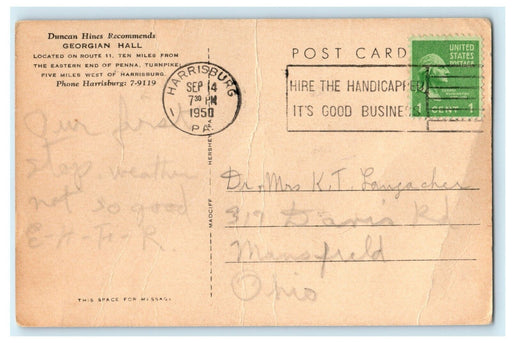 Duncan Hines Recommends
GEORGIAN HALL
LOCATED ON ROUTE 11, TEN MILES FROM
THE EASTERN END OF PENNA. TURNPIKE,
FIVE MILES WEST OF HARRISBURG.
Phone Harrisburg: 7-9119
POST CARD
HARRISBURG
SEP 14
7 30 PM
1950
PA.
HIRE THE HANDICAPPED
IT'S GOOD BUSINESS
UNITED
STATES
POSTAGE
1 CENT 1
Our first
stop, weather
not so good
Dr. Mrs K.T.
Davis Rd
Mansfield
Ohio
THIS SPACE FOR MESSAGE